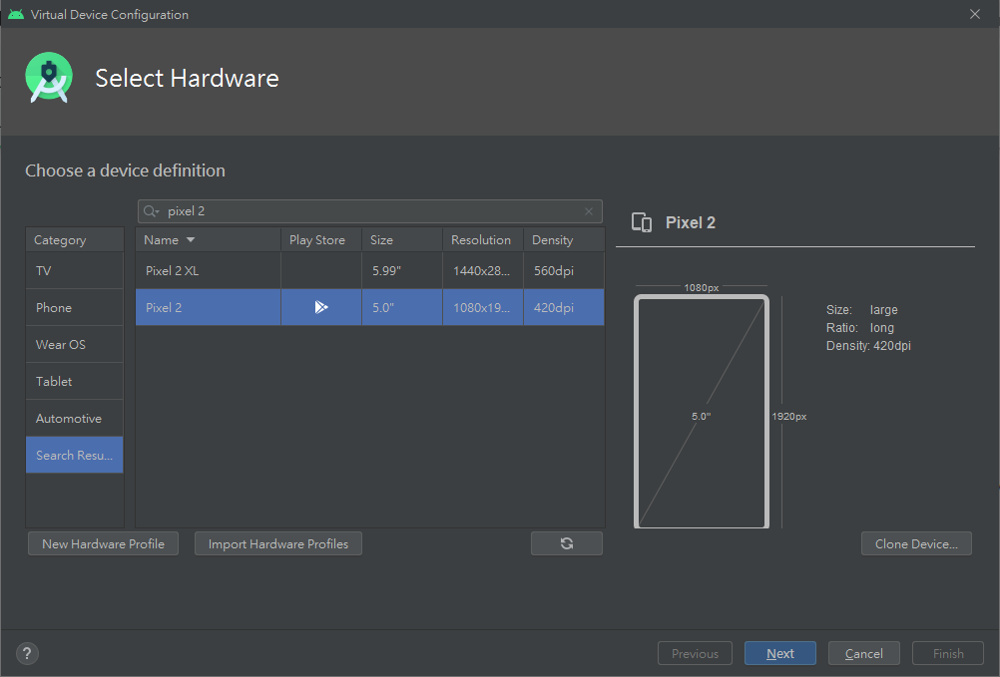 Virtual Device Configuration
Select Hardware
Choose a device definition
pixel 2
Category
TV
Phone
Wear OS
Tablet
Automotive
Search Resu...
Name Play Store Size Resolution Density
Pixel 2 XL 5.99" 1440x28... 560dpi
Pixel 2 5.0" 1080x19... 420dpi
Pixel 2
1080px
5.0"
1920px
Size: large
Ratio: long
Density: 420dpi
New Hardware Profile Import Hardware Profiles Clone Device...
? Previous Next Cancel Finish